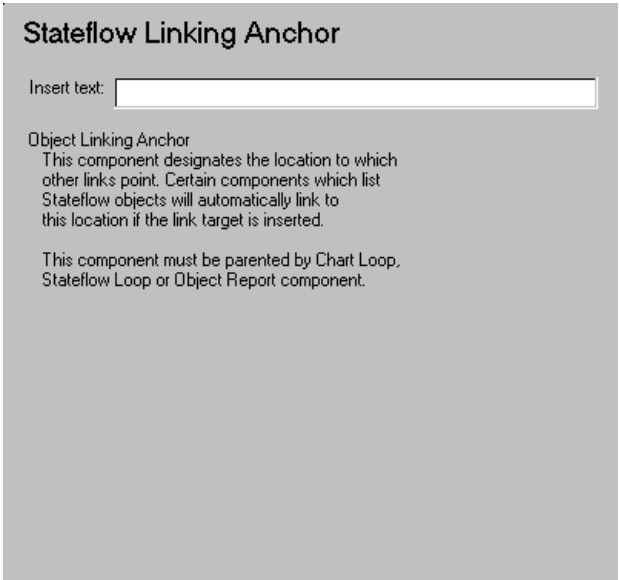 Stateflow Linking Anchor
Insert text:
Object Linking Anchor
This component designates the location to which
other links point. Certain components which list
Stateflow objects will automatically link to
this location if the link target is inserted.
This component must be parented by Chart Loop,
Stateflow Loop or Object Report component.